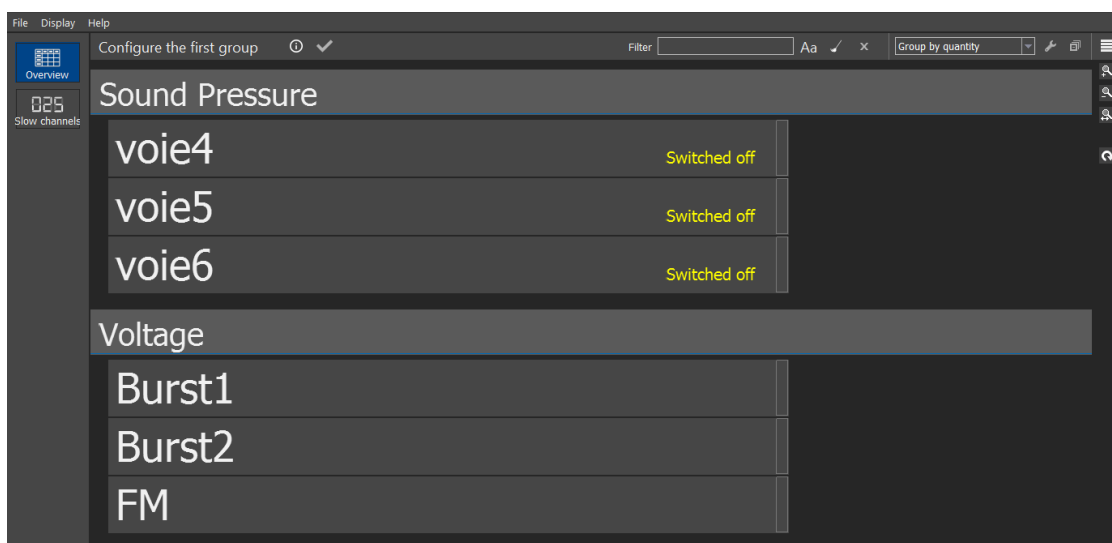 File Display Help
Configure the first group
Filter
Aa
Group by quantity
Overview
025
Slow channels
Sound Pressure
voie4 Switched off
voie5 Switched off
voie6 Switched off
Voltage
Burst1
Burst2
FM